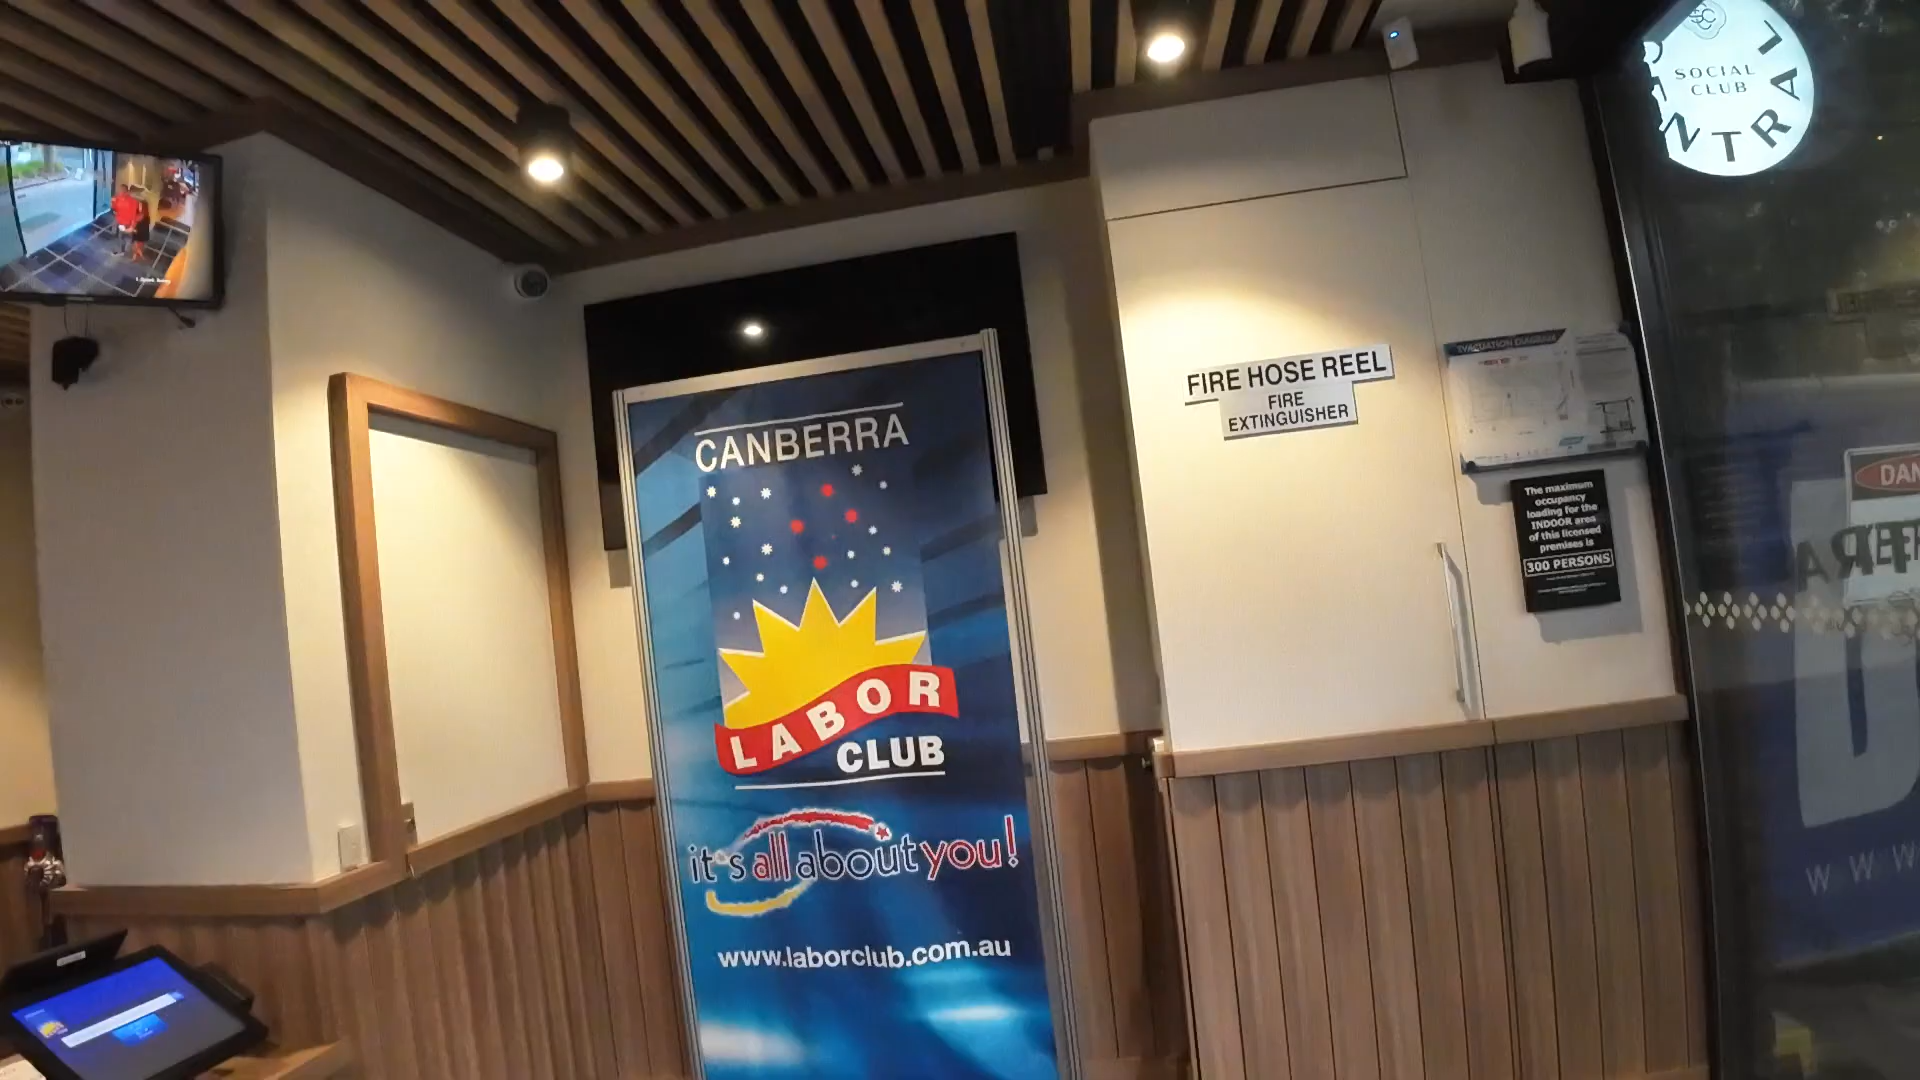 CANBERRA
LABOR
CLUB
it's all about you!
www.laborclub.com.au
FIRE HOSE REEL
FIRE
EXTINGUISHER
EVACUATION DIAGRAM
The maximum
occupancy
loading for the
INDOOR area
of this licensed
premises is
300 PERSONS
SOCIAL
CLUB
NTRAL
DAN
WWW